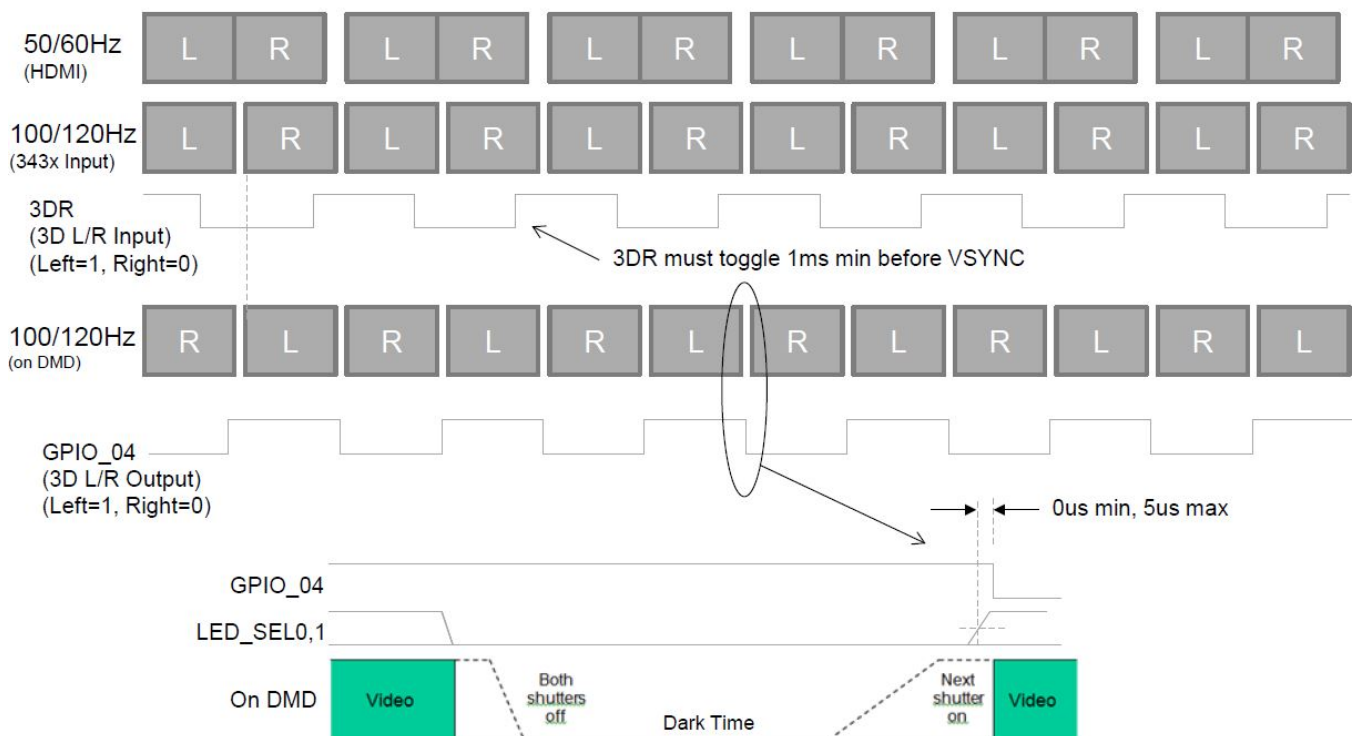 50/60Hz
(HDMI)
L R L R L R L R L R L R
100/120Hz
(343x Input)
L R L R L R L R L R L R
3DR
(3D L/R Input)
(Left=1, Right=0)
3DR must toggle 1ms min before VSYNC
100/120Hz
(on DMD)
R L R L R L R L R L R L
GPIO_04
(3D L/R Output)
(Left=1, Right=0)
0us min, 5us max
GPIO_04
LED_SEL0,1
On DMD
Video
Both
shutters
off
Dark Time
Next
shutter
on
Video